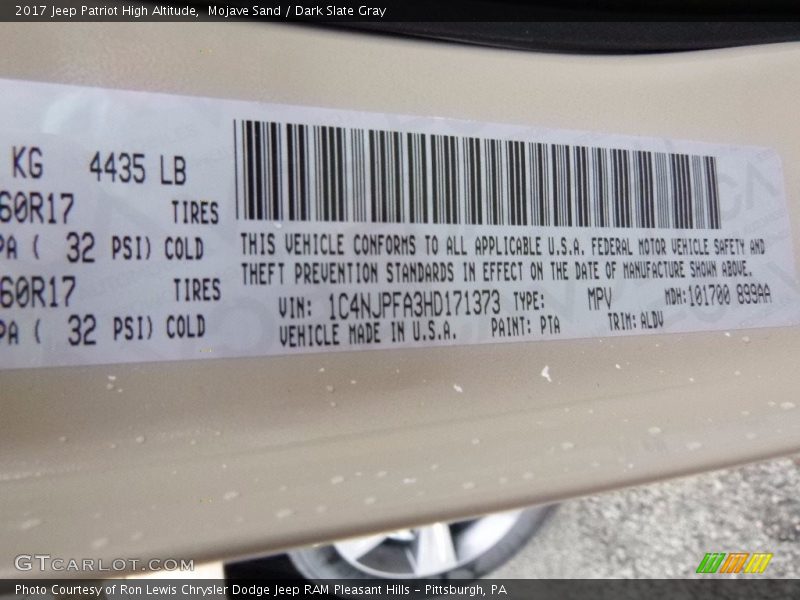 2017 Jeep Patriot High Altitude,  Mojave Sand / Dark Slate Gray
KG 4435 LB
60R17 TIRES
PA ( 32 PSI) COLD
60R17 TIRES
PA ( 32 PSI) COLD
THIS VEHICLE CONFORMS TO ALL APPLICABLE U.S.A. FEDERAL MOTOR VEHICLE SAFETY AND
THEFT PREVENTION STANDARDS IN EFFECT ON THE DATE OF MANUFACTURE SHOWN ABOVE.
VIN: 1C4NJPFA3HD171373 TYPE: MPV MDH:101700 899AA
VEHICLE MADE IN U.S.A. PAINT: PTA TRIM: ALDV
GTCARLOT.COM
Photo Courtesy of Ron Lewis Chrysler Dodge Jeep RAM Pleasant Hills – Pittsburgh, PA